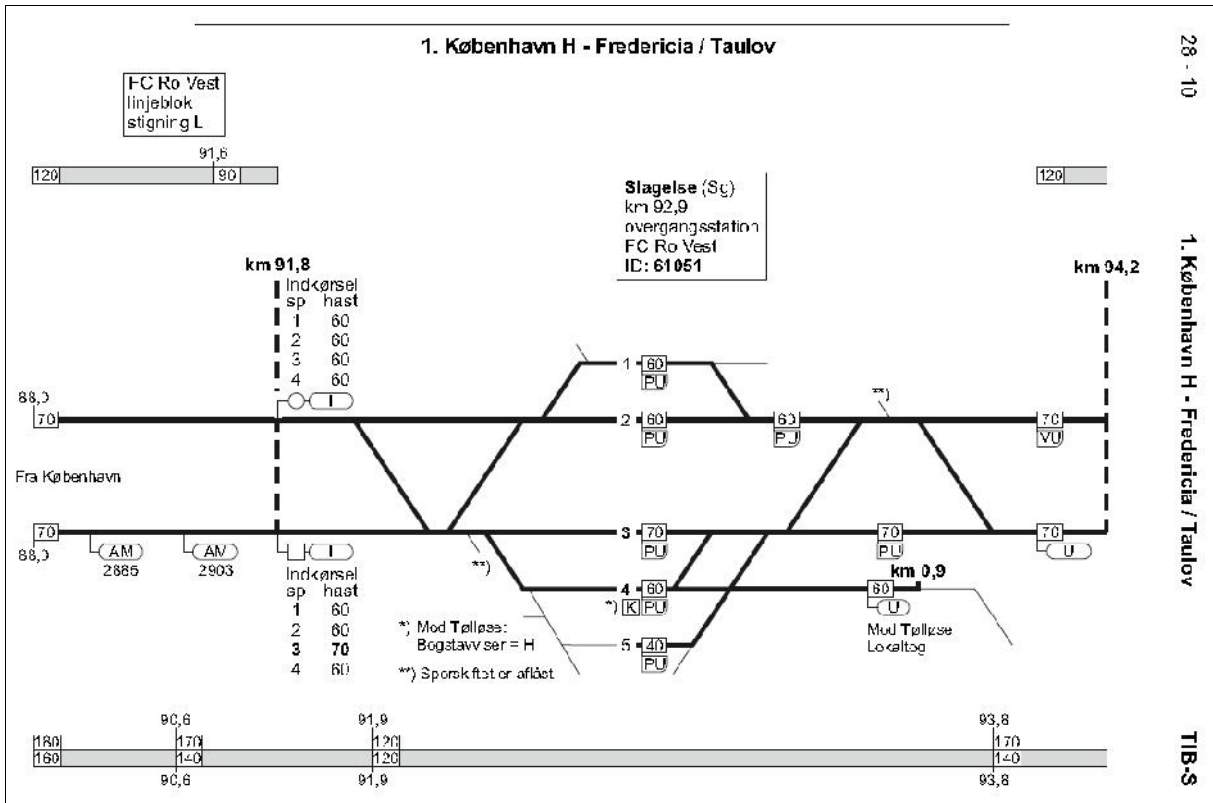 1. København H - Fredericia / Taulov
28 - 10
FC Ro Vest
linjeblok
stigning L
91,6
120
90
120
Slagelse (Sg)
km 92,9
overgangsstation
FC Ro Vest
ID: 61051
km 91,8
km 94,2
Indkørsel
sp hast
1 60
2 60
3 60
4 60
I
1 60
PU
88,0
70
**)
2 60
PU
60
PU
70
VU
Fra København
70
88,0
AM
2885
AM
2903
I
**)
3 70
PU
70
PU
70
U
Indkørsel
sp hast
1 60
2 60
3 70
4 60
4 60
*) K PU
60
km 0,9
U
Mod Tølløse
Lokaltog
*) Mod Tølløse:
Bogstavviser = H
**) Sporskiftet er aflåst
5 40
PU
90,6
91,9
93,8
180
170
120
170
160
140
120
140
90,6
91,9
93,8
1. København H - Fredericia / Taulov
TIB-S